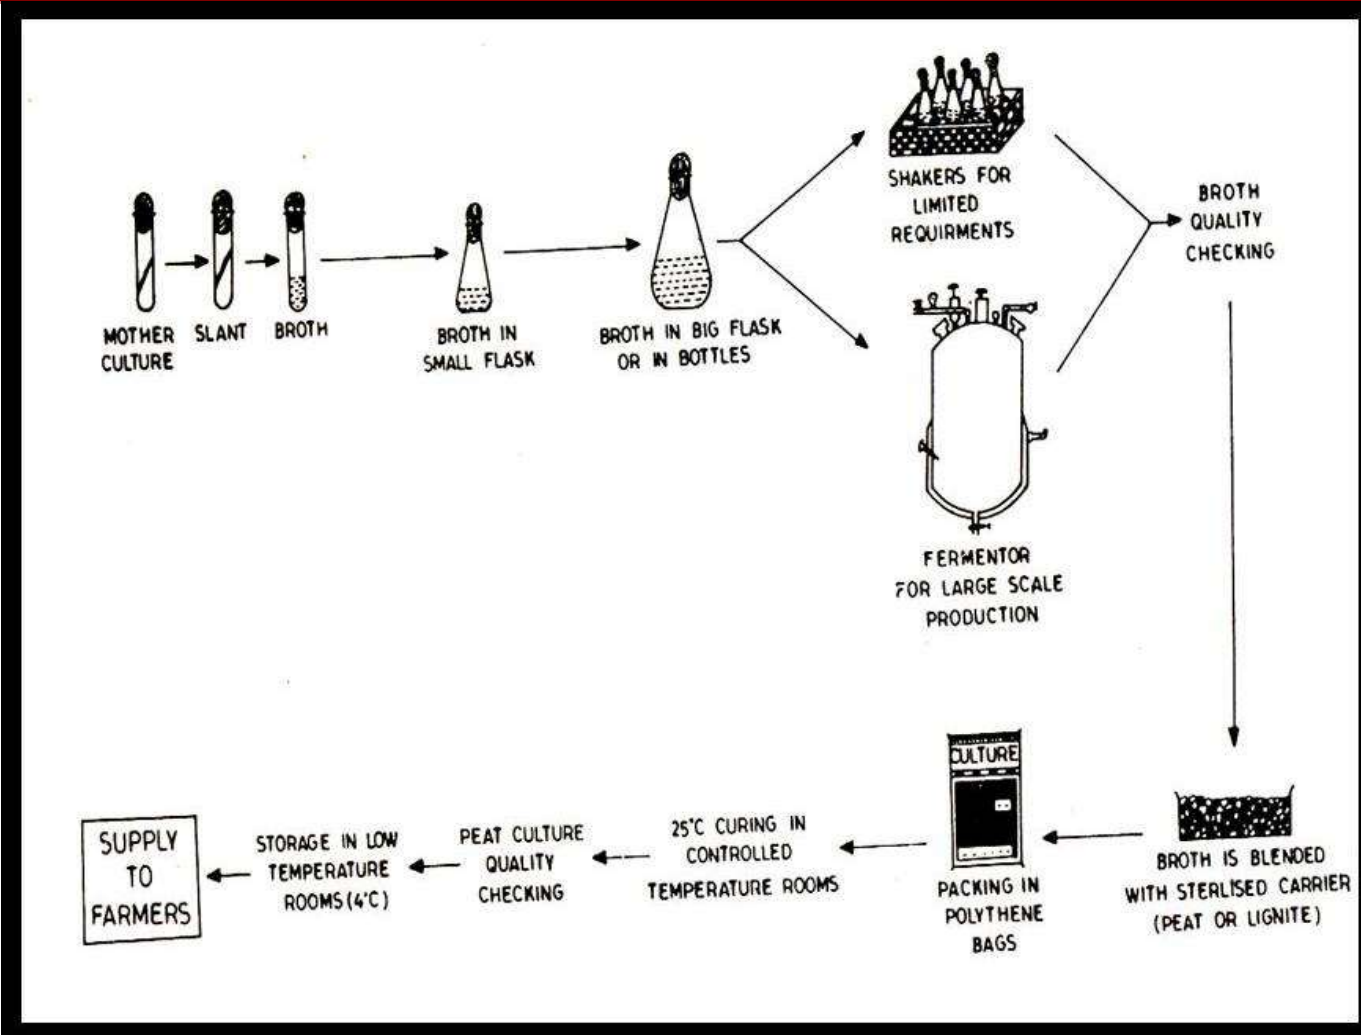 MOTHER
CULTURE
SLANT
BROTH
BROTH IN
SMALL FLASK
BROTH IN BIG FLASK
OR IN BOTTLES
SHAKERS FOR
LIMITED
REQUIRMENTS
FERMENTOR
FOR LARGE SCALE
PRODUCTION
BROTH
QUALITY
CHECKING
BROTH IS BLENDED
WITH STERLISED CARRIER
(PEAT OR LIGNITE)
CULTURE
PACKING IN
POLYTHENE
BAGS
25°C CURING IN
CONTROLLED
TEMPERATURE ROOMS
PEAT CULTURE
QUALITY
CHECKING
STORAGE IN LOW
TEMPERATURE
ROOMS (4°C)
SUPPLY
TO
FARMERS